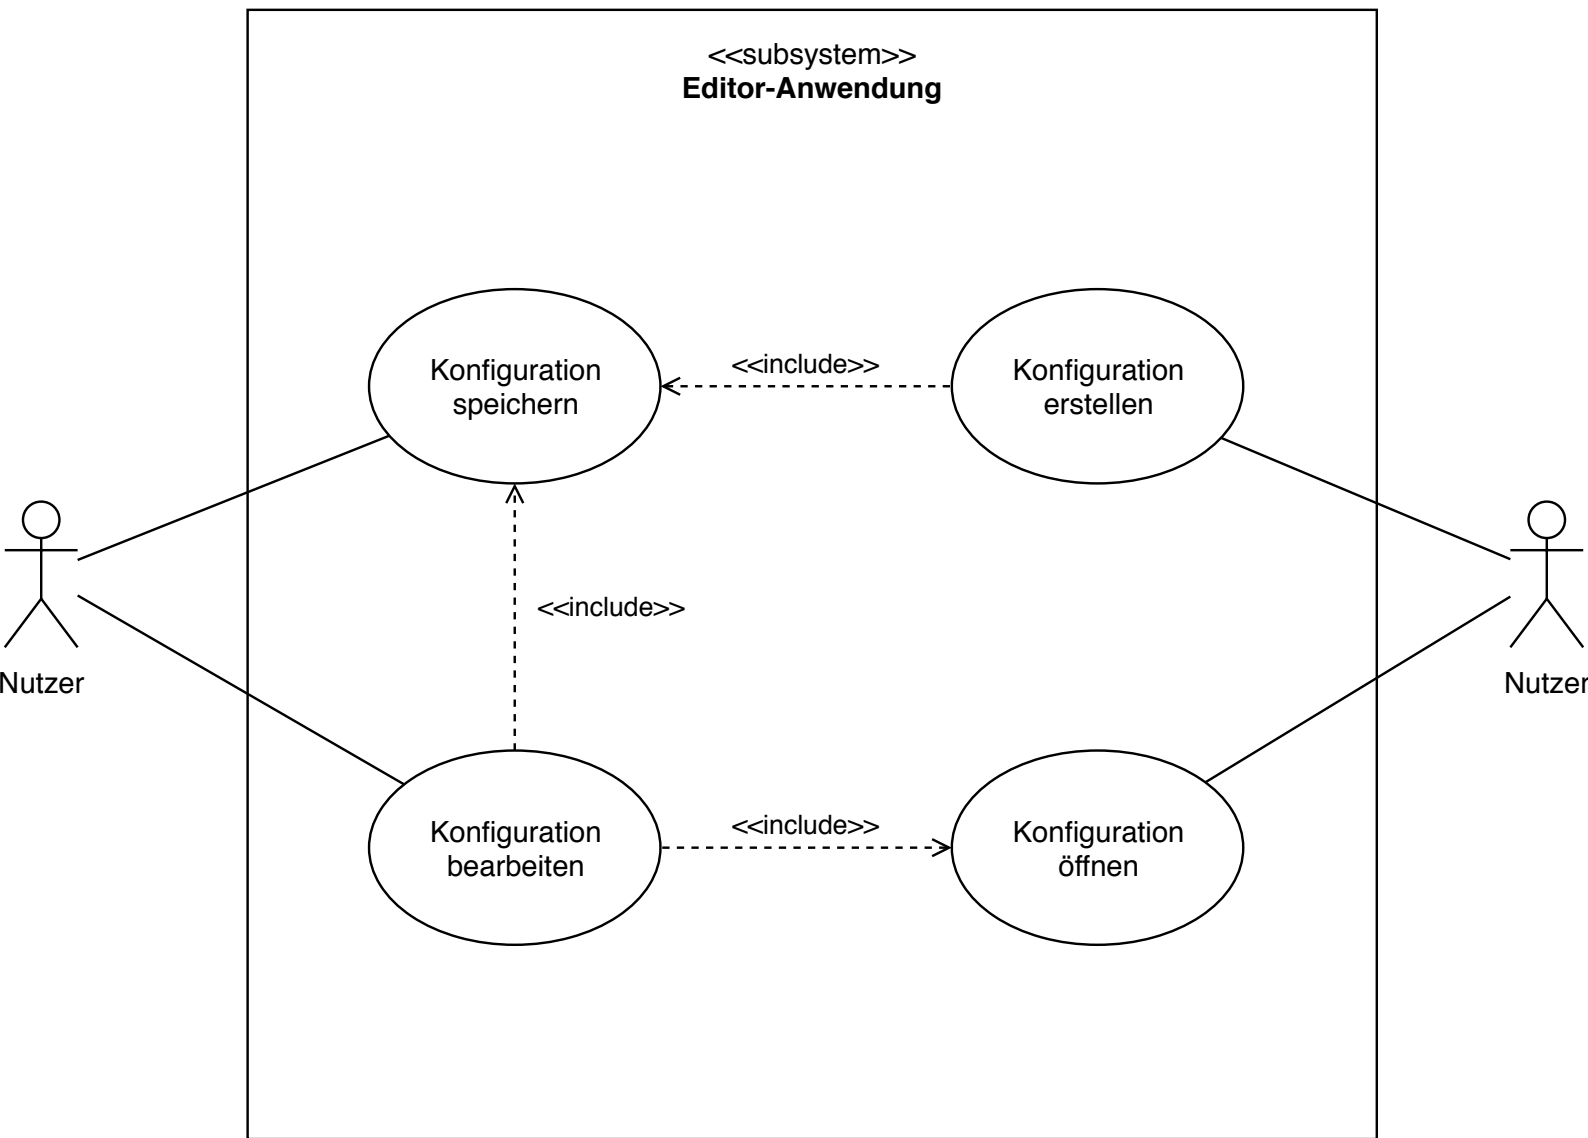 <<subsystem>>
Editor-Anwendung
Konfiguration
speichern
<<include>>
Konfiguration
erstellen
<<include>>
Nutzer
Nutzer
Konfiguration
bearbeiten
<<include>>
Konfiguration
öffnen